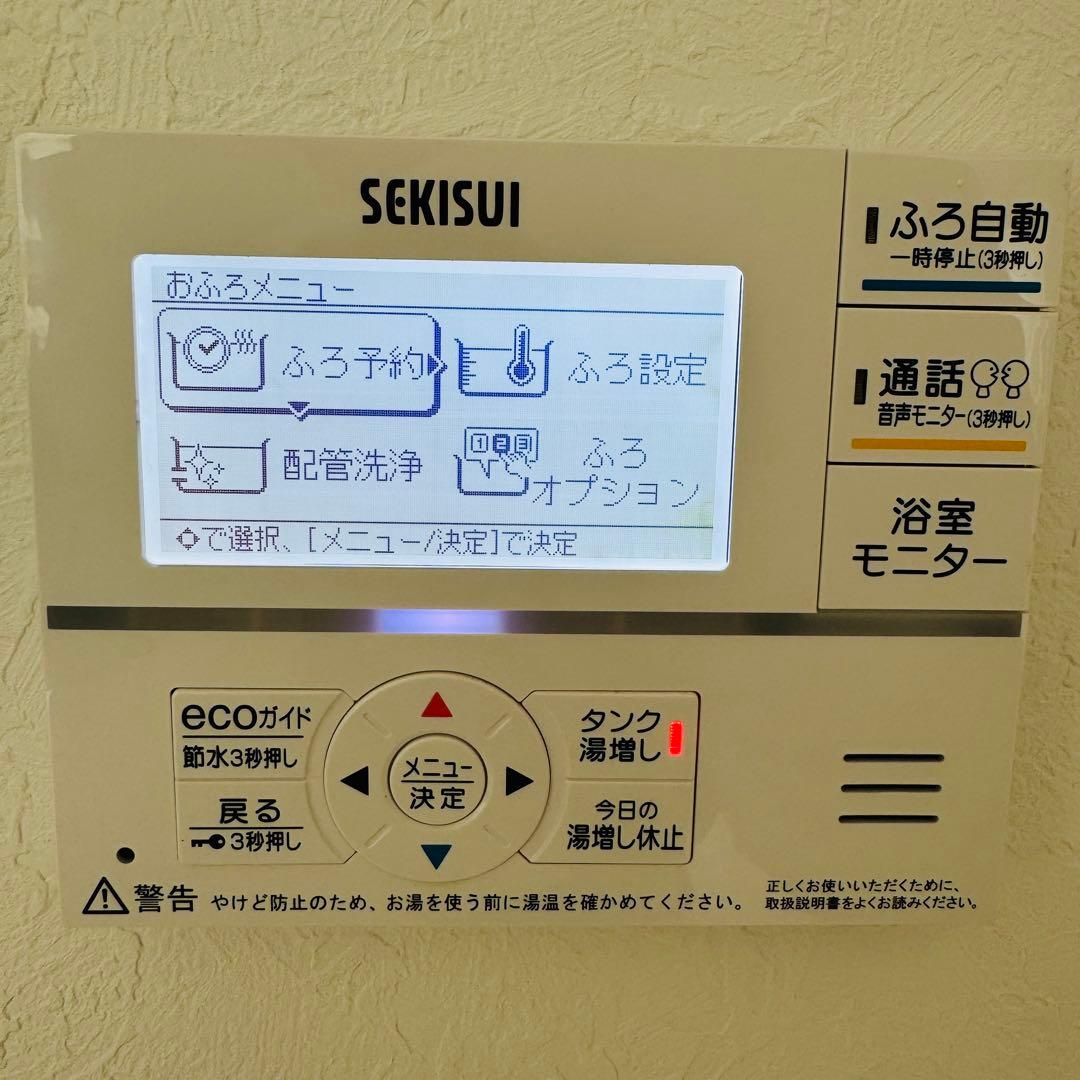 SEKISUI
おふろメニュー
ふろ予約
ふろ設定
配管洗浄
123
ふろ
オプション
で選択、[メニュー/決定]で決定
ふろ自動
一時停止(3秒押し)
通話
音声モニター(3秒押し)
浴室
モニター
ecoガイド
節水3秒押し
戻る
3秒押し
メニュー
決定
タンク
湯増し
今日の
湯増し休止
警告 やけど防止のため、お湯を使う前に湯温を確かめてください。
正しくお使いいただくために、
取扱説明書をよくお読みください。